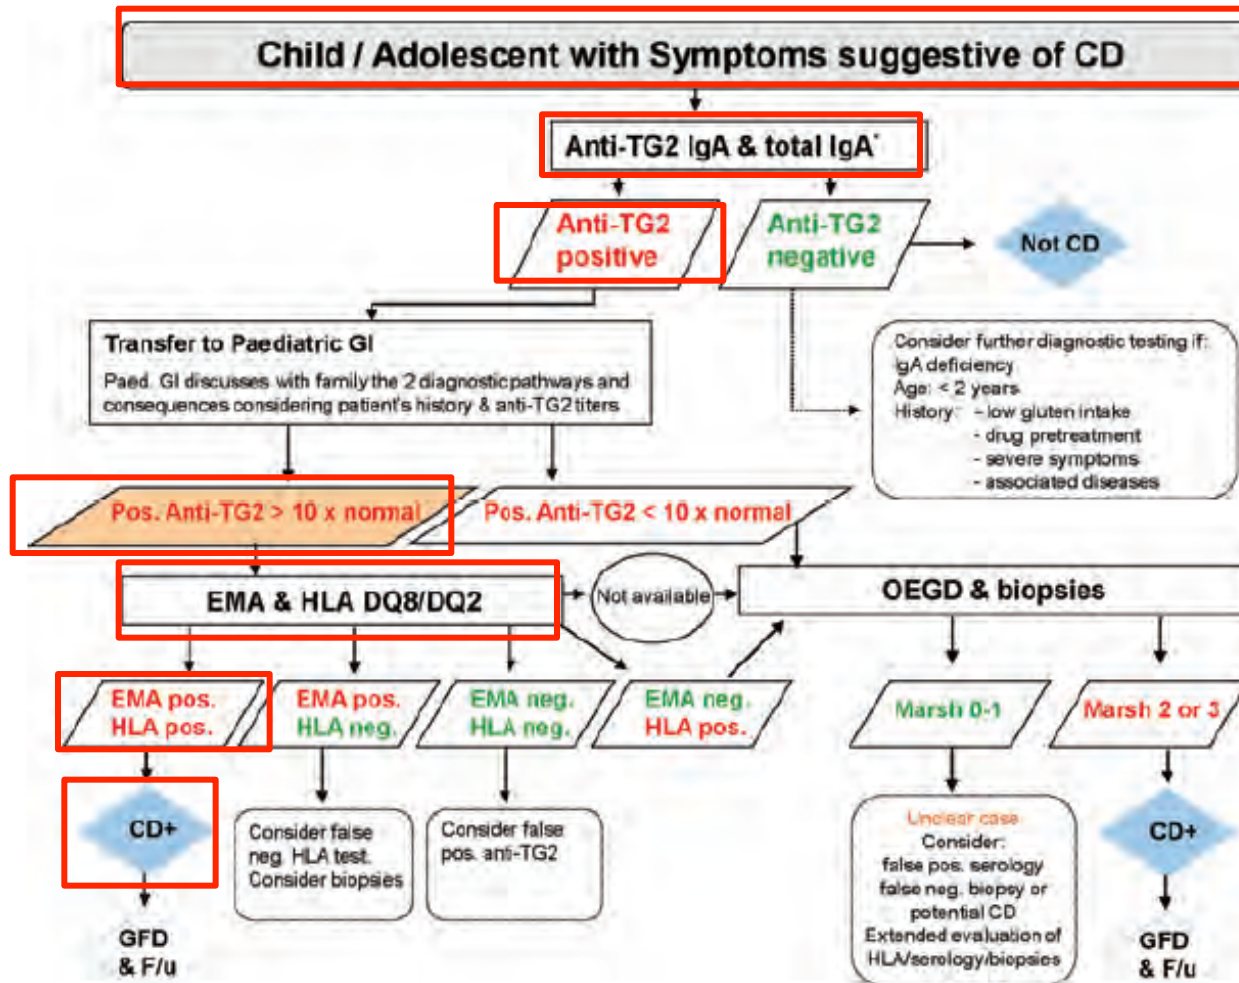 Child / Adolescent with Symptoms suggestive of CD
Anti-TG2 IgA & total IgA*
Anti-TG2
positive
Anti-TG2
negative
Not CD
Transfer to Paediatric GI
Paed. GI discusses with family the 2 diagnostic pathways and
consequences considering patient's history & anti-TG2 titers
Consider further diagnostic testing if:
IgA deficiency
Age: < 2 years
History: - low gluten intake
- drug pretreatment
- severe symptoms
- associated diseases
Pos. Anti-TG2 > 10 x normal
Pos. Anti-TG2 < 10 x normal
EMA & HLA DQ8/DQ2
Not available
OEGD & biopsies
EMA pos.
HLA pos.
EMA pos.
HLA neg.
EMA neg.
HLA neg.
EMA neg.
HLA pos.
Marsh 0-1
Marsh 2 or 3
CD+
Consider false
neg. HLA test.
Consider biopsies
Consider false
pos. anti-TG2
Unclear case
Consider:
false pos. serology
false neg. biopsy or
potential CD
Extended evaluation of
HLA/serology/biopsies
CD+
GFD
& F/u
GFD
& F/u